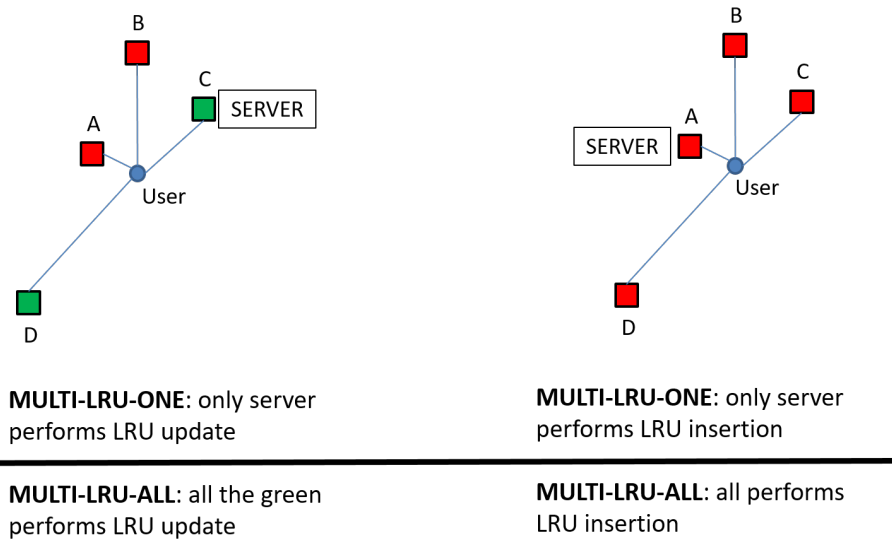 B
C
SERVER
A
User
D
MULTI-LRU-ONE: only server
performs LRU update
MULTI-LRU-ALL: all the green
performs LRU update
B
C
A
SERVER
User
D
MULTI-LRU-ONE: only server
performs LRU insertion
MULTI-LRU-ALL: all performs
LRU insertion